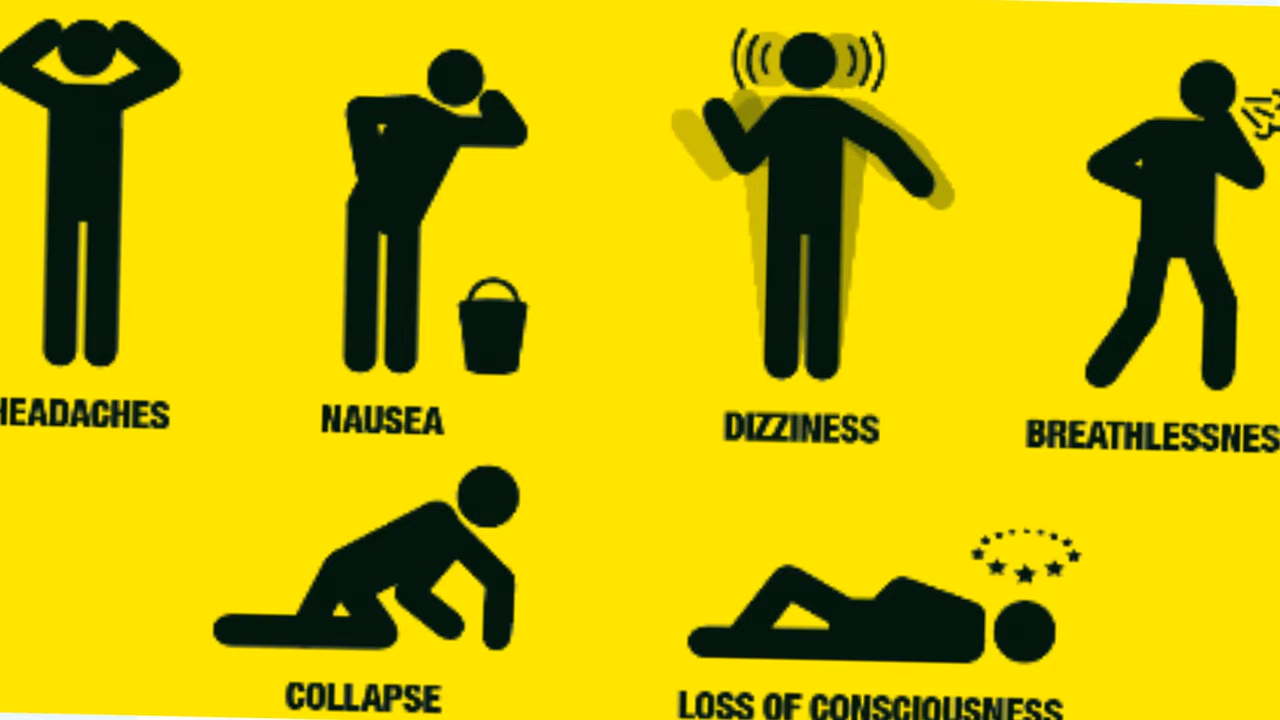 HEADACHES
NAUSEA
DIZZINESS
BREATHLESSNES
COLLAPSE
LOSS OF CONSCIOUSNESS